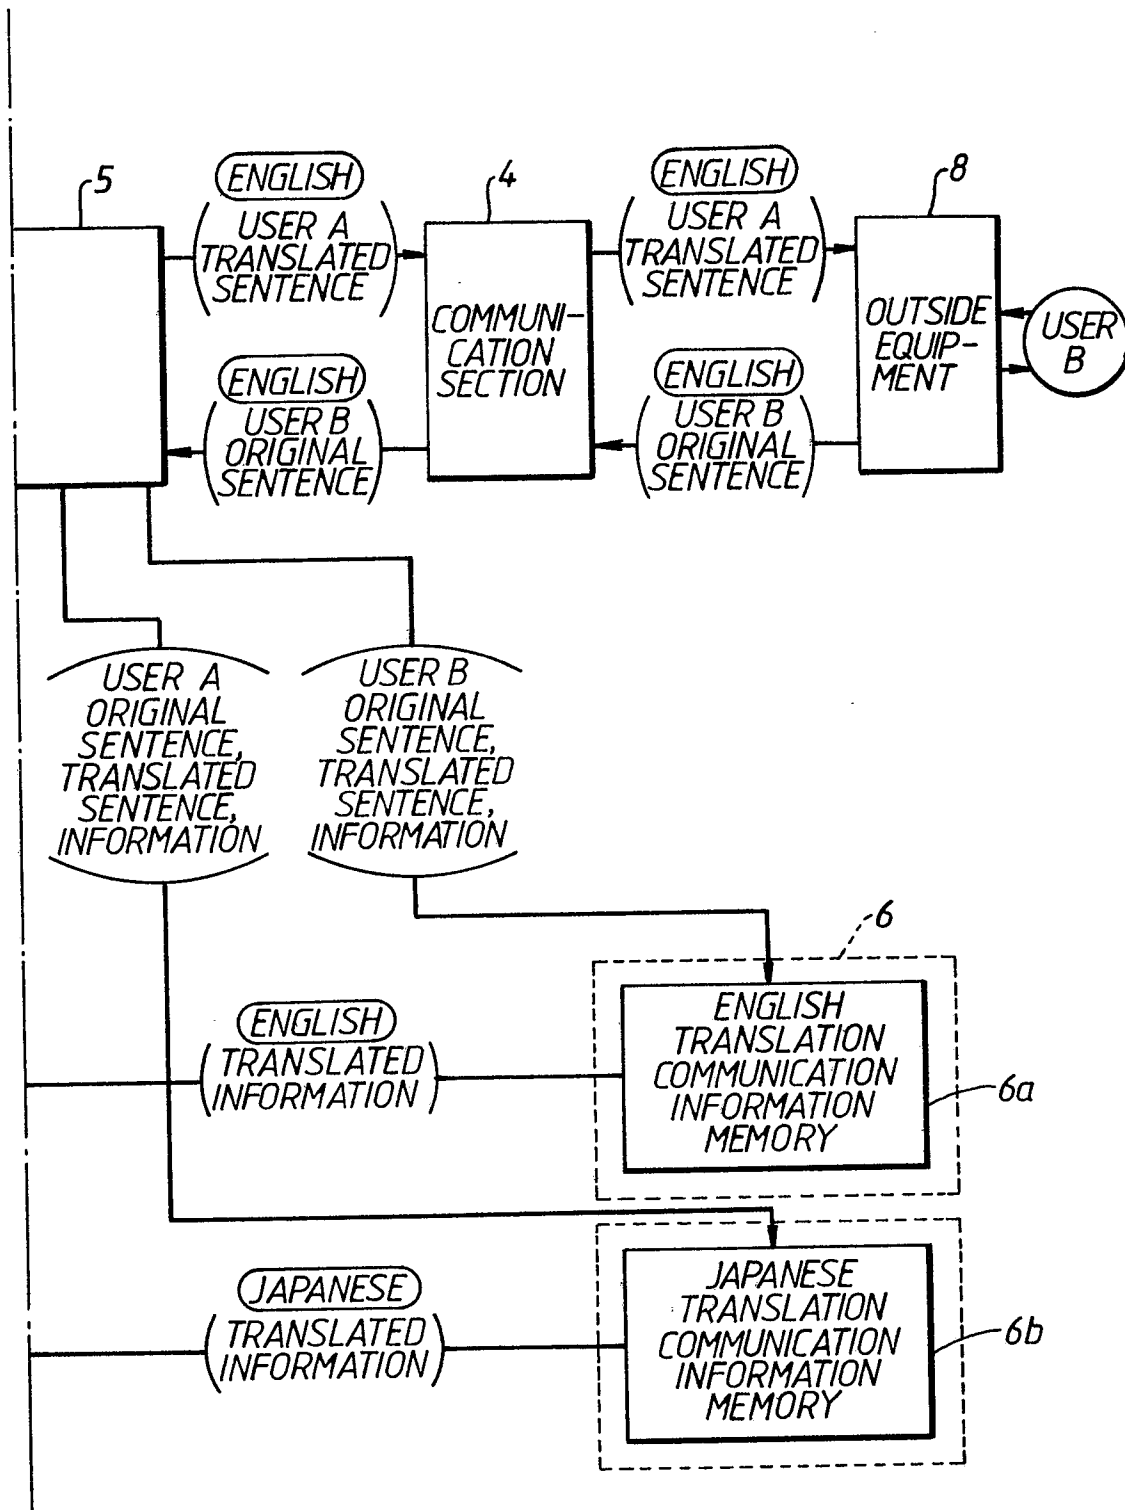 5
ENGLISH
USER A
TRANSLATED
SENTENCE
4
ENGLISH
USER A
TRANSLATED
SENTENCE
8
COMMUNI-
CATION
SECTION
OUTSIDE
EQUIP-
MENT
USER
B
ENGLISH
USER B
ORIGINAL
SENTENCE
ENGLISH
USER B
ORIGINAL
SENTENCE
USER A
ORIGINAL
SENTENCE,
TRANSLATED
SENTENCE,
INFORMATION
USER B
ORIGINAL
SENTENCE,
TRANSLATED
SENTENCE,
INFORMATION
6
ENGLISH
TRANSLATED
INFORMATION
ENGLISH
TRANSLATION
COMMUNICATION
INFORMATION
MEMORY
6a
JAPANESE
TRANSLATED
INFORMATION
JAPANESE
TRANSLATION
COMMUNICATION
INFORMATION
MEMORY
6b